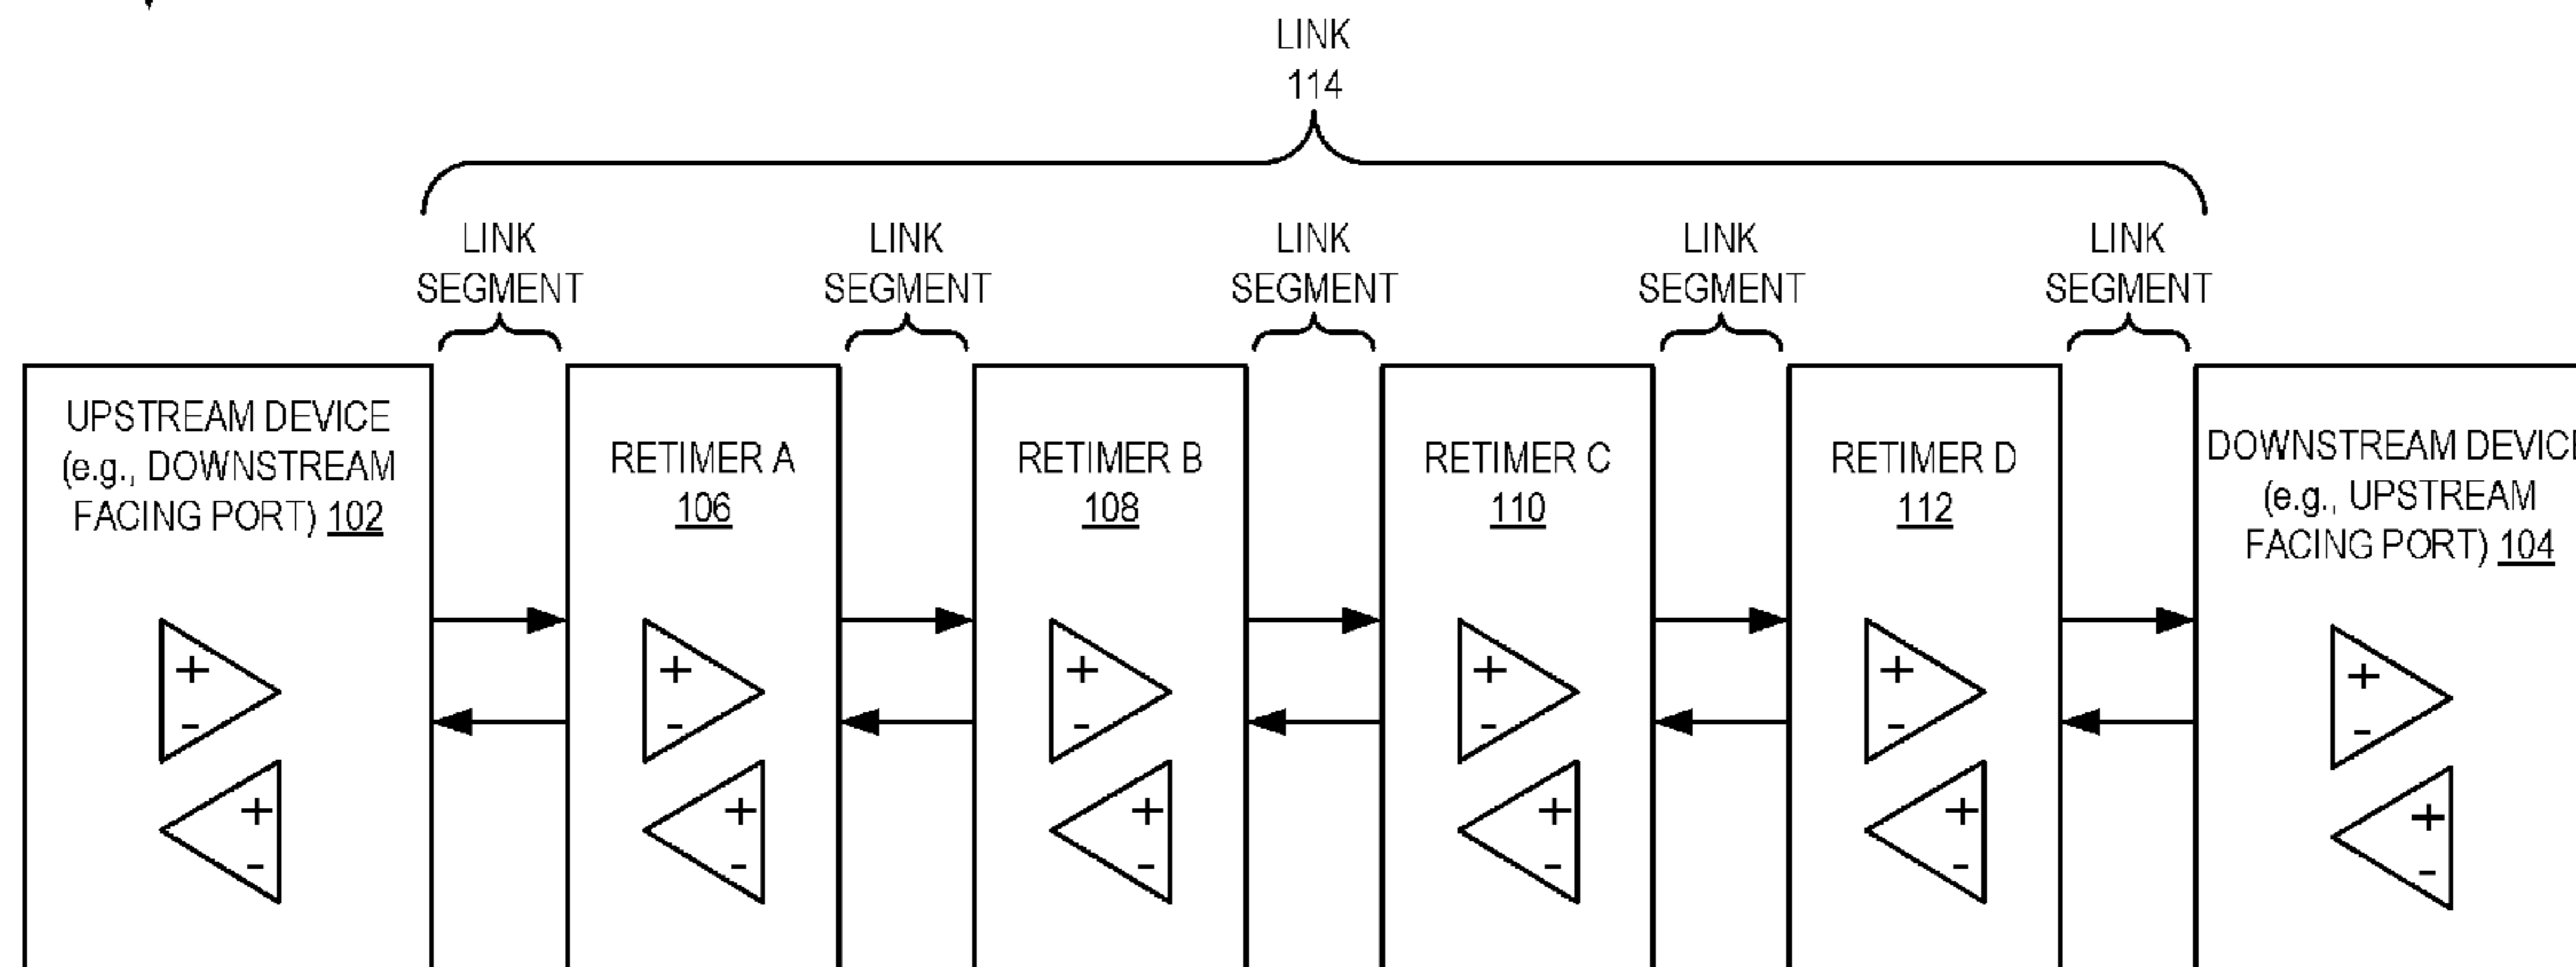 LINK
114
LINK
SEGMENT
LINK
SEGMENT
LINK
SEGMENT
LINK
SEGMENT
LINK
SEGMENT
UPSTREAM DEVICE
(e.g., DOWNSTREAM
FACING PORT) 102
RETIMER A
106
RETIMER B
108
RETIMER C
110
RETIMER D
112
DOWNSTREAM
(e.g., UPSTREAM
FACING PORT) 104
+
-
+
-
+
-
+
-
+
-
+
-
+
-
+
-
+
-
+
-
+
-
+
-